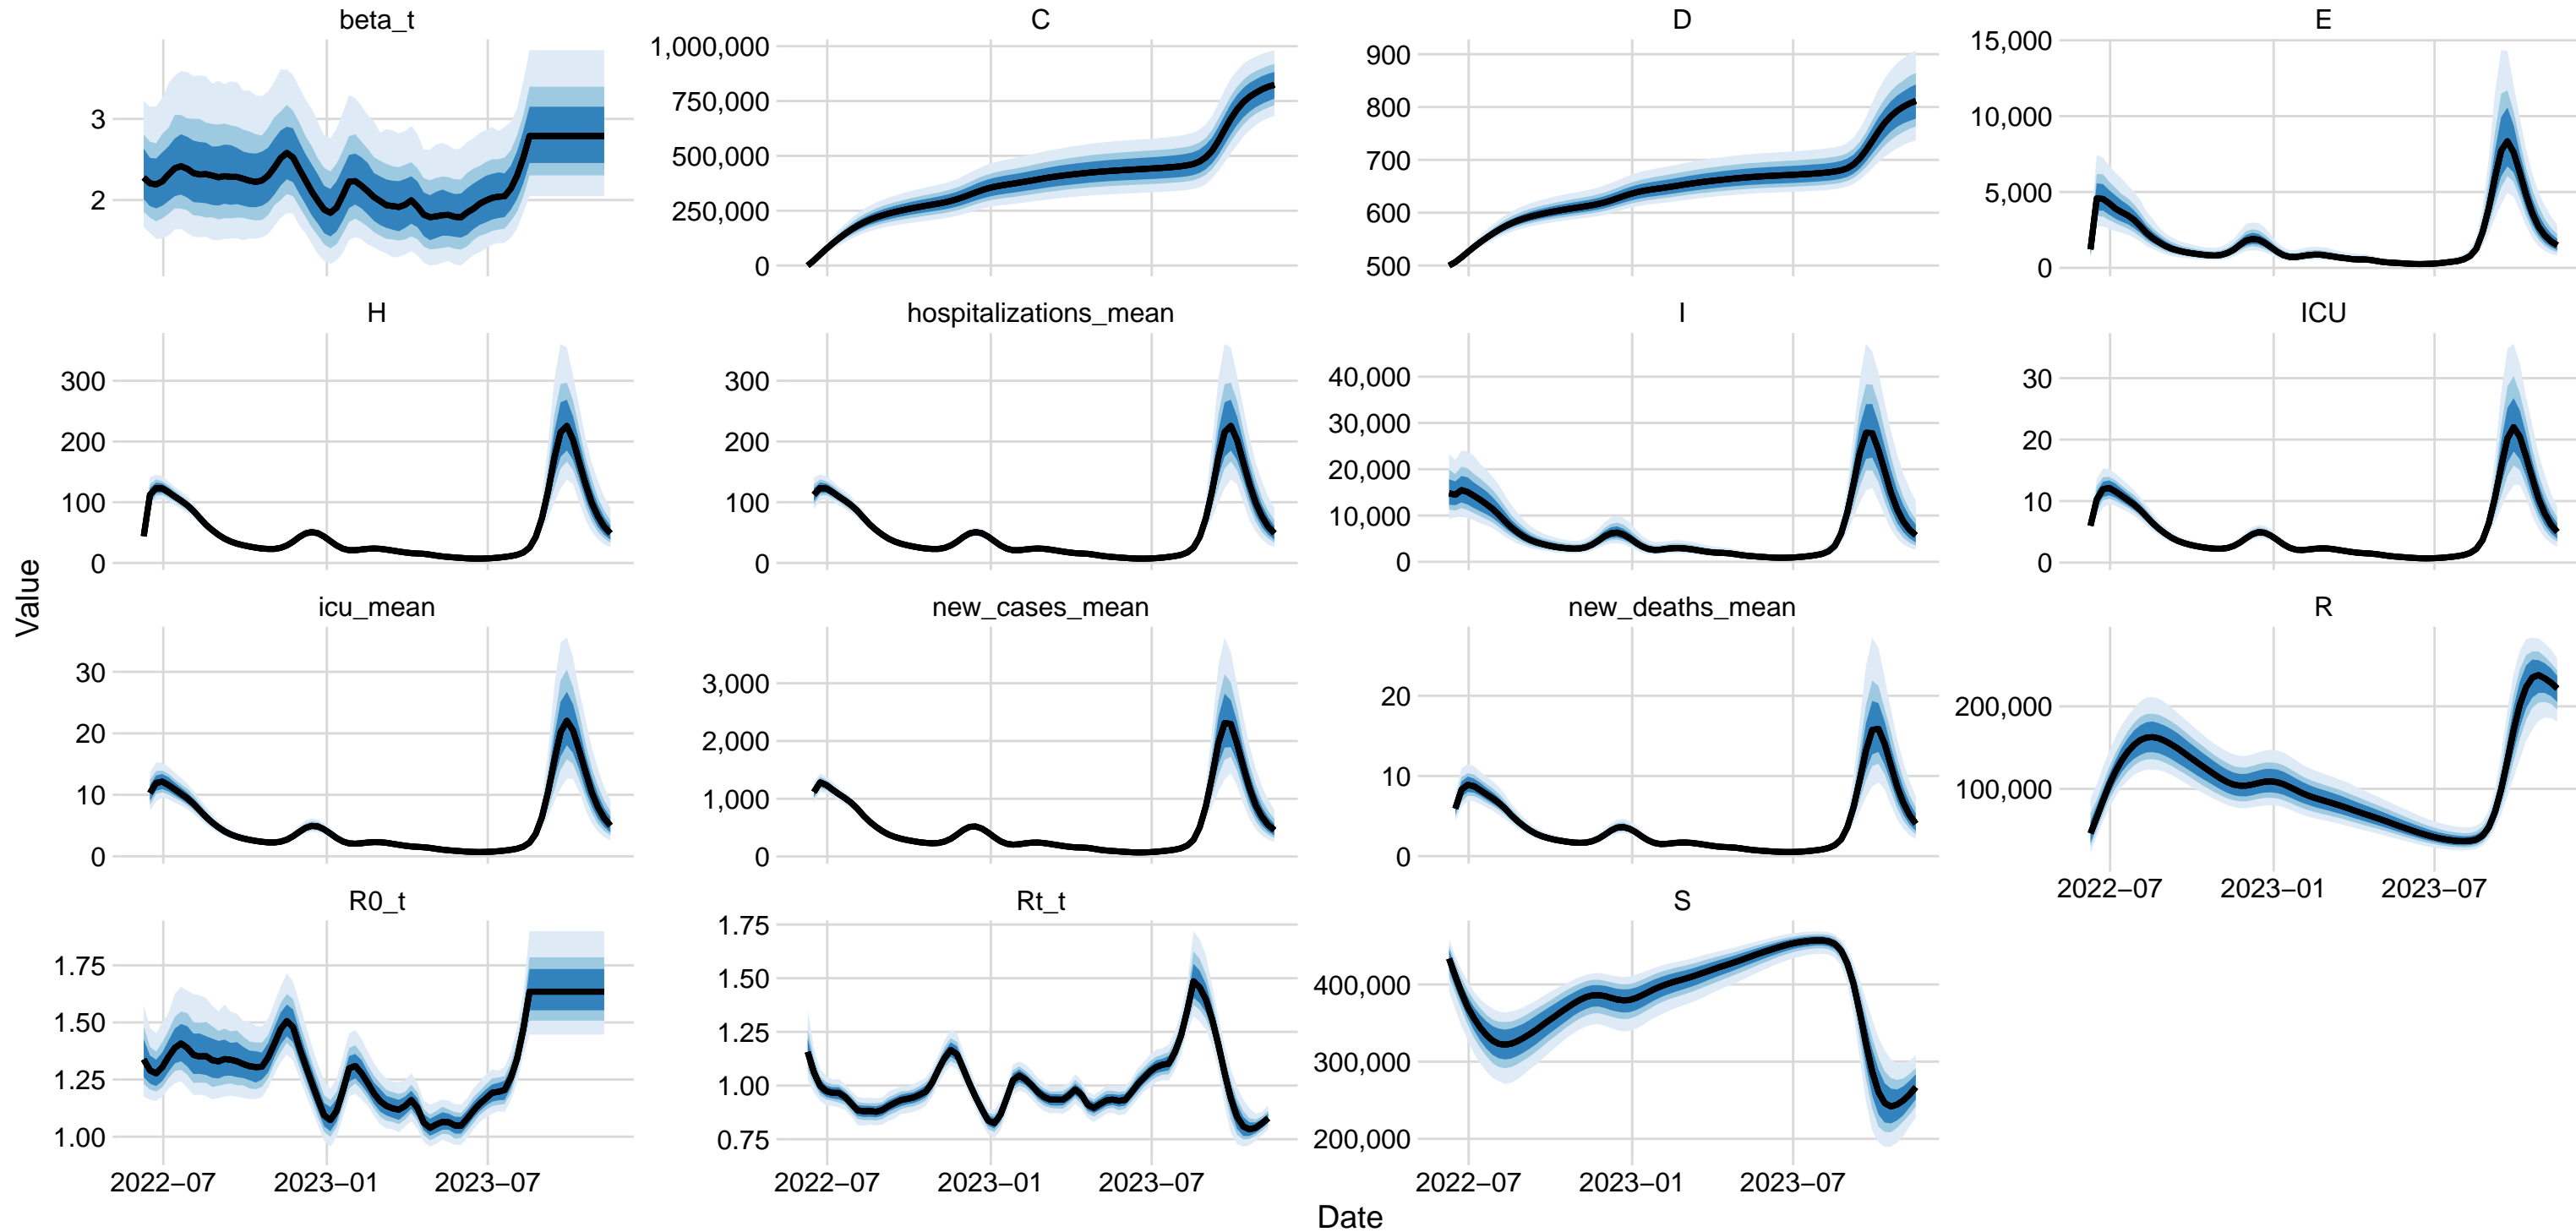 beta_t
C
D
E
3
2
1,000,000
750,000
500,000
250,000
0
900
800
700
600
500
15,000
10,000
5,000
0
H
hospitalizations_mean
I
ICU
300
200
100
0
300
200
100
0
40,000
30,000
20,000
10,000
0
30
20
10
0
Value
icu_mean
new_cases_mean
new_deaths_mean
R
30
20
10
0
3,000
2,000
1,000
0
20
10
0
200,000
100,000
2022−07 2023−01 2023−07
R0_t
Rt_t
S
1.75
1.50
1.25
1.00
1.75
1.50
1.25
1.00
0.75
400,000
300,000
200,000
2022−07 2023−01 2023−07
2022−07 2023−01 2023−07
2022−07 2023−01 2023−07
Date